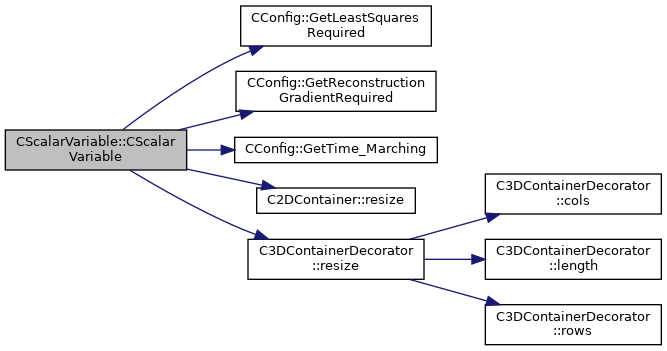 CConfig::GetLeastSquares
Required
CConfig::GetReconstruction
GradientRequired
CScalarVariable::CScalar
Variable
CConfig::GetTime_Marching
C2DContainer::resize
C3DContainerDecorator
::resize
C3DContainerDecorator
::cols
C3DContainerDecorator
::length
C3DContainerDecorator
::rows